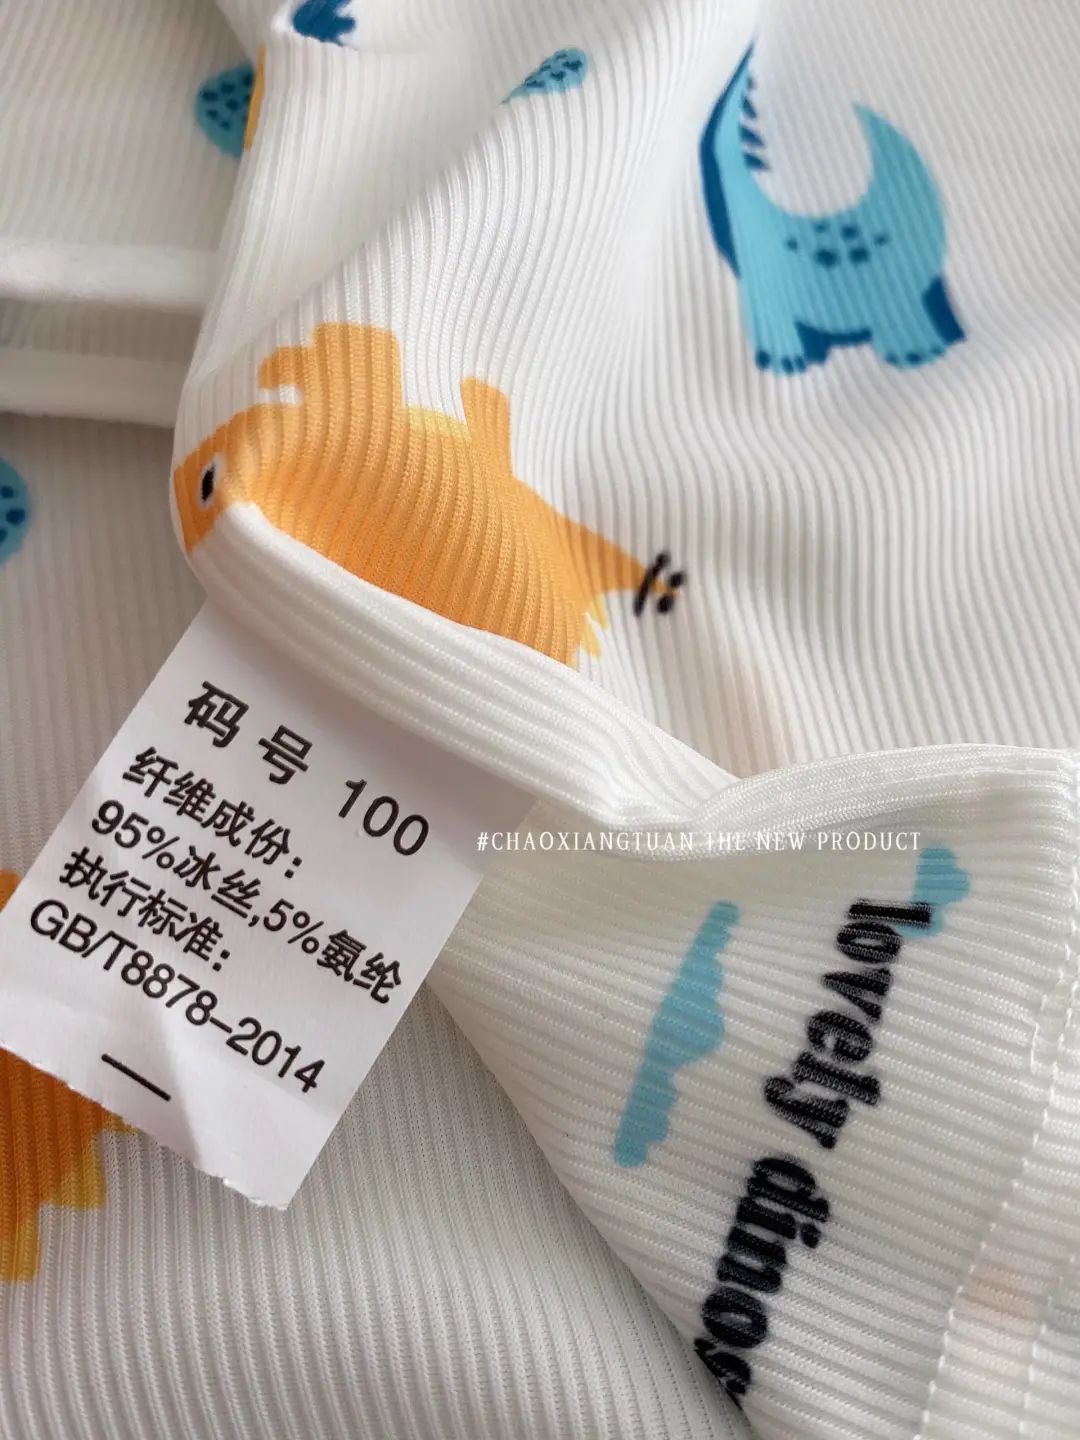 码号 100
纤维成份：
95%冰丝,5%氨纶
执行标准：
GB/T8878-2014
#CHAOXIANGTUAN THE NEW PRODUCT
lovely dinos